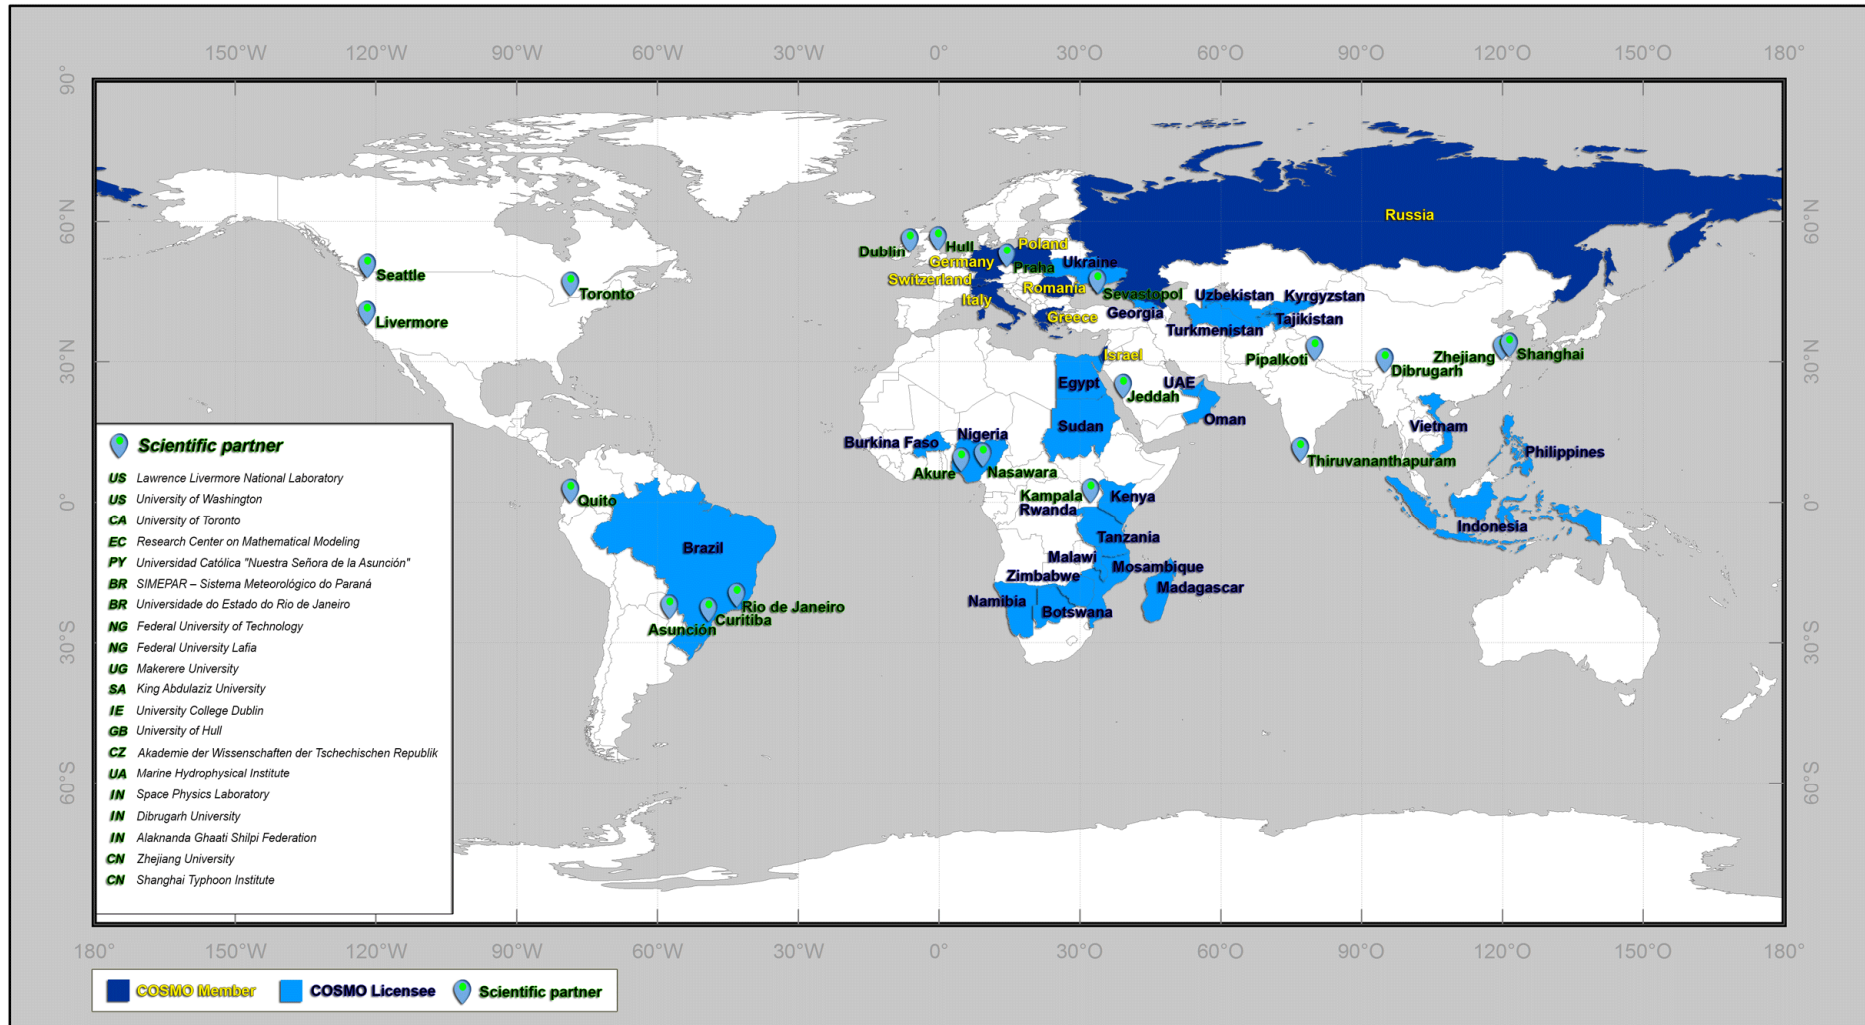 150°W 120°W 90°W 60°W 30°W 0° 30°O 60°O 90°O 120°O 150°O 180°
90°
60°N 60°N
30°N 30°N
0° 0°
30°S 30°S
60°S 60°S
Russia
Dublin
Hull
Poland
Germany
Praha
Ukraine
Switzerland
Seattle
Romania
Sevastopol
Toronto
Uzbekistan
Kyrgyzstan
Italy
Greece
Georgia
Tajikistan
Livermore
Turkmenistan
Israel
Pipalkoti
Zhejiang
Shanghai
Dibrugarh
Egypt
Jeddah
UAE
Oman
Sudan
Vietnam
Burkina Faso
Nigeria
Philippines
Akure
Nasawara
Thiruvananthapuram
Quito
Kampala
Kenya
Rwanda
Indonesia
Tanzania
Brazil
Malawi
Mosambique
Zimbabwe
Madagascar
Namibia
Botswana
Rio de Janeiro
Curitiba
Asunción
Scientific partner
US Lawrence Livermore National Laboratory
US University of Washington
CA University of Toronto
EC Research Center on Mathematical Modeling
PY Universidad Católica "Nuestra Señora de la Asunción"
BR SIMEPAR – Sistema Meteorológico do Paraná
BR Universidade do Estado do Rio de Janeiro
NG Federal University of Technology
NG Federal University Lafia
UG Makerere University
SA King Abdulaziz University
IE University College Dublin
GB University of Hull
CZ Akademie der Wissenschaften der Tschechischen Republik
UA Marine Hydrophysical Institute
IN Space Physics Laboratory
IN Dibrugarh University
IN Alaknanda Ghaati Shilpi Federation
CN Zhejiang University
CN Shanghai Typhoon Institute
180° 150°W 120°W 90°W 60°W 30°W 0° 30°O 60°O 90°O 120°O 150°O 180°
COSMO Member COSMO Licensee Scientific partner